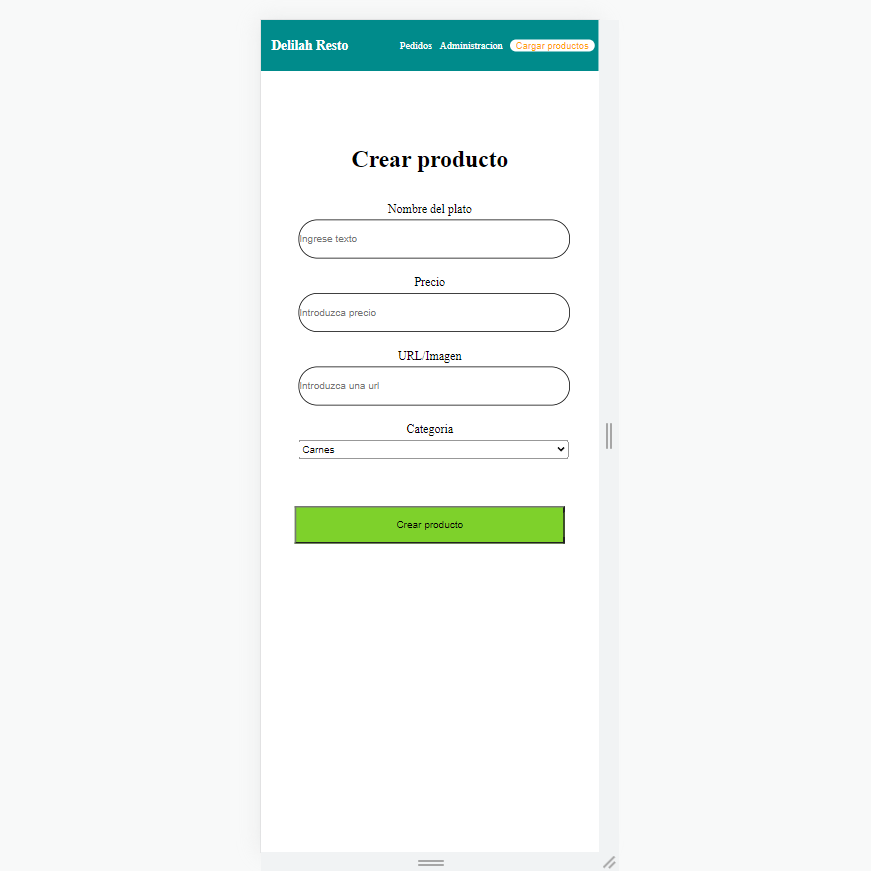 Delilah Resto Pedidos Administracion Cargar productos
Crear producto
Nombre del plato
Ingrese texto
Precio
Introduzca precio
URL/Imagen
Introduzca una url
Categoria
Carnes
Crear producto